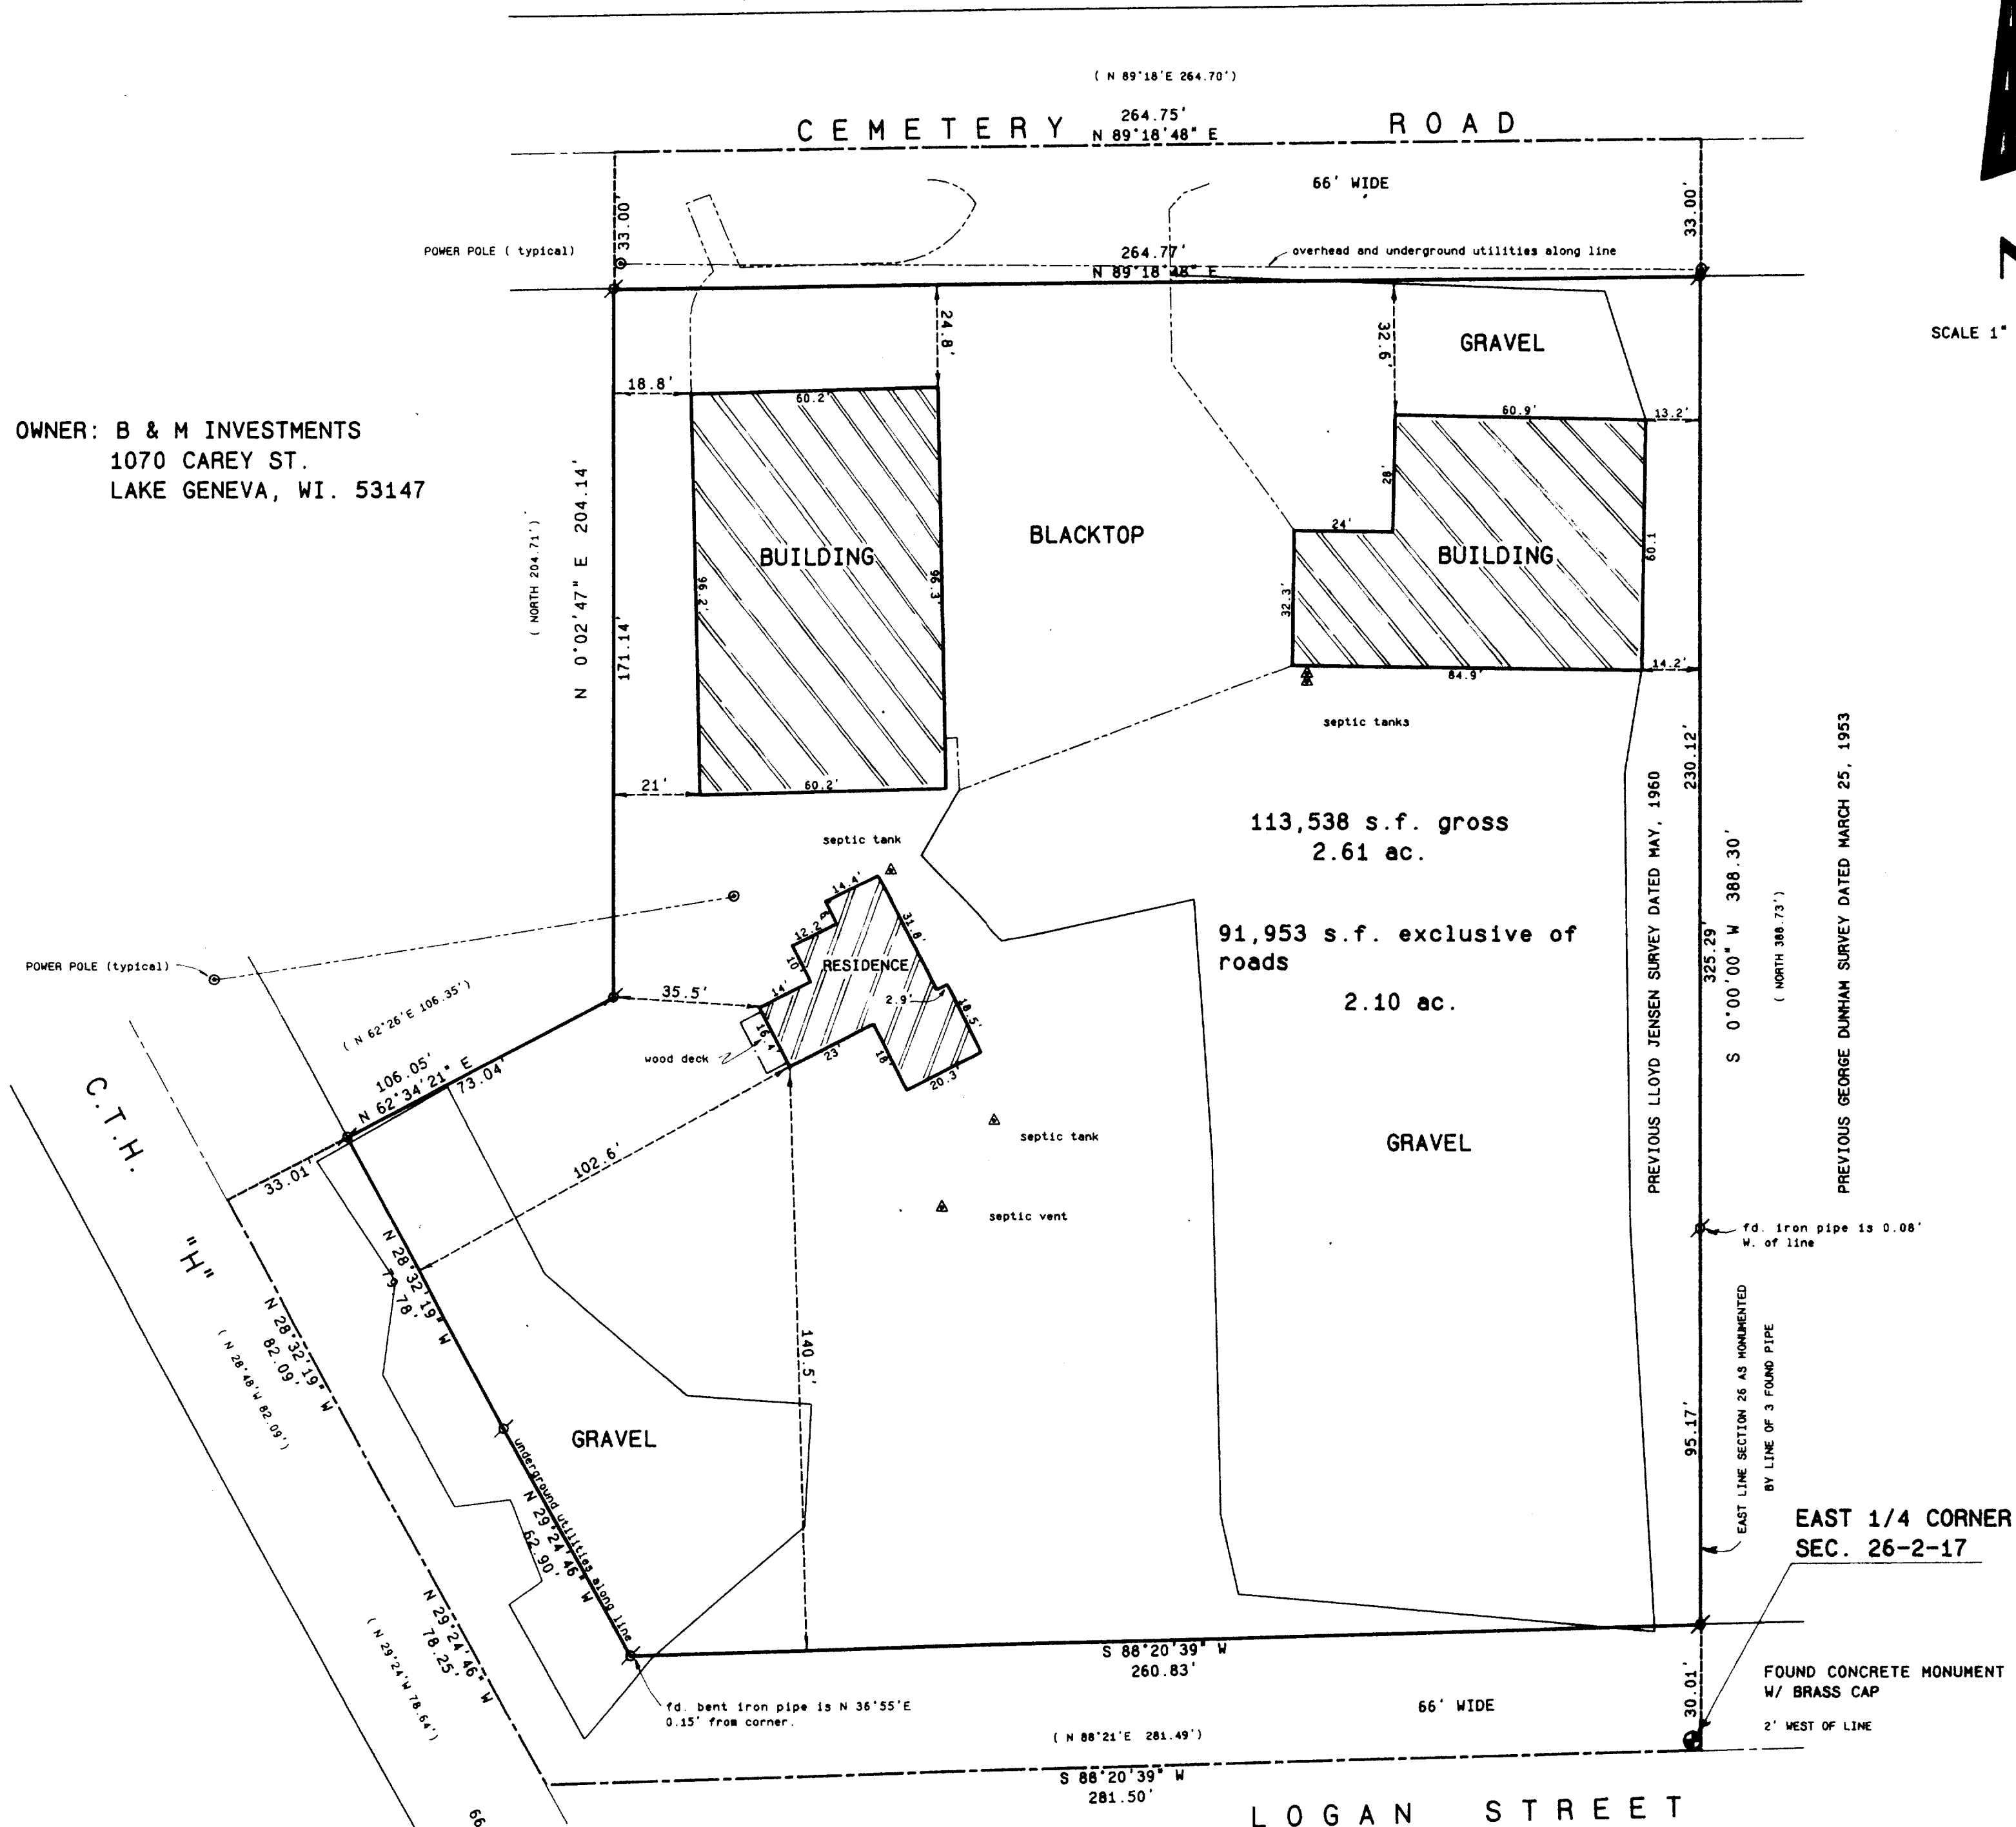 ( N 89°18'E 264.70')
264.75'
CEMETERY ROAD
N 89°18'48" E
66' WIDE
33.00'
33.00'
POWER POLE ( typical)
264.77'
overhead and underground utilities along line
N 89°18'48" E
24.8'
32.6'
GRAVEL
SCALE 1"
18.8'
60.2'
60.9'
13.2'
OWNER: B & M INVESTMENTS
1070 CAREY ST.
LAKE GENEVA, WI. 53147
( NORTH 204.71')
N 0°02'47" E 204.14'
171.14'
28'
24'
BLACKTOP
BUILDING
BUILDING
96.2'
96.3'
32.3'
60.1
14.2'
84.9'
septic tanks
21'
60.2'
230.12'
113,538 s.f. gross
2.61 ac.
septic tank
PREVIOUS LLOYD JENSEN SURVEY DATED MAY, 1960
325.29'
S 0°00'00" W 388.30'
( NORTH 388.73')
PREVIOUS GEORGE DUNHAM SURVEY DATED MARCH 25, 1953
91,953 s.f. exclusive of
roads
2.10 ac.
14.4'
12.2'
31.8'
10'
RESIDENCE
14'
2.9'
18.5'
16.4'
23'
18'
20.3'
35.5'
wood deck
POWER POLE (typical)
( N 62°26'E 106.35')
106.05'
N 62°34'21" E
73.04'
33.01'
C.T.H.
"H"
102.6'
septic tank
septic vent
GRAVEL
fd. iron pipe is 0.08'
W. of line
N 28°32'19" W
79.78'
N 28°32'19" W
82.09'
( N 28°48'W 82.09')
140.5'
GRAVEL
95.17'
EAST LINE SECTION 26 AS MONUMENTED
BY LINE OF 3 FOUND PIPE
EAST 1/4 CORNER
SEC. 26-2-17
underground utilities along line
N 29°24'46" W
62.90'
N 29°24'46" W
78.25'
( N 29°24'W 78.64')
S 88°20'39" W
260.83'
fd. bent iron pipe is N 36°55'E
0.15' from corner.
66' WIDE
30.01'
FOUND CONCRETE MONUMENT
W/ BRASS CAP
2' WEST OF LINE
( N 88°21'E 281.49')
S 88°20'39" W
281.50'
66
LOGAN STREET